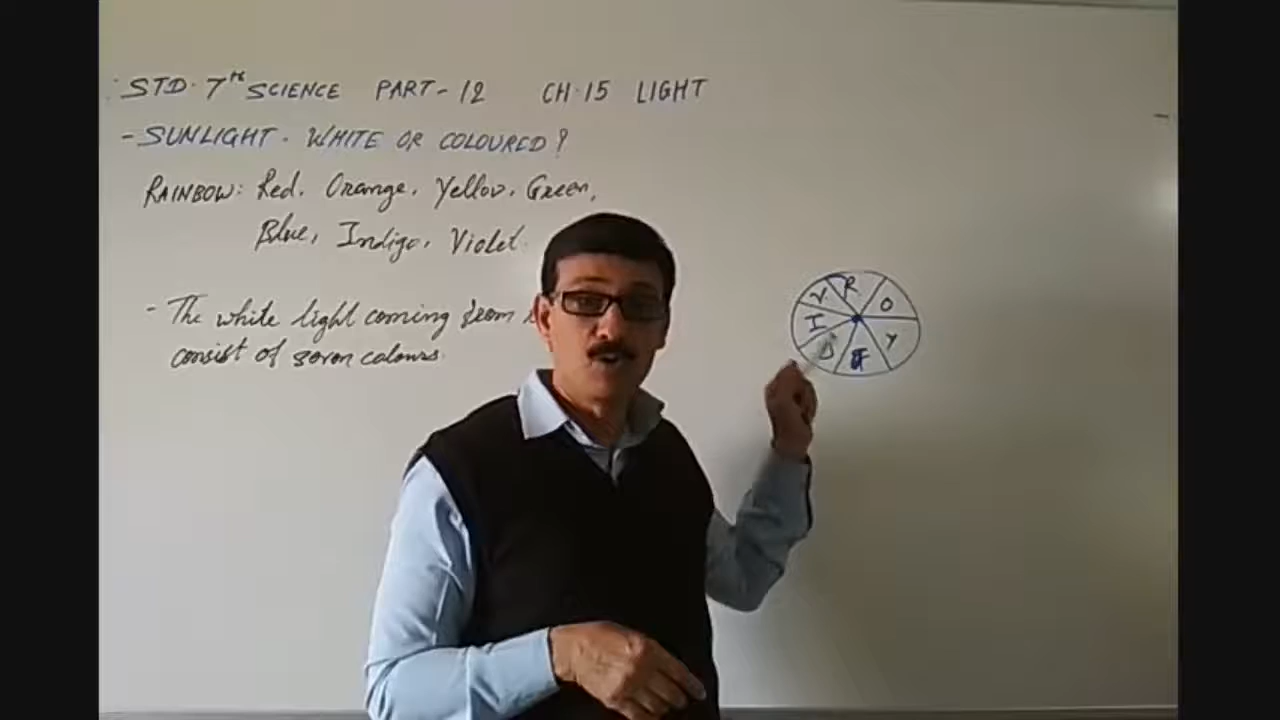 STD. 7TH SCIENCE PART-12 CH.15 LIGHT
- SUNLIGHT - WHITE OR COLOURED?
RAINBOW: Red, Orange, Yellow, Green,
Blue, Indigo, Violet.
- The white light coming from
consist of seven colours.
R
V
O
I
Y